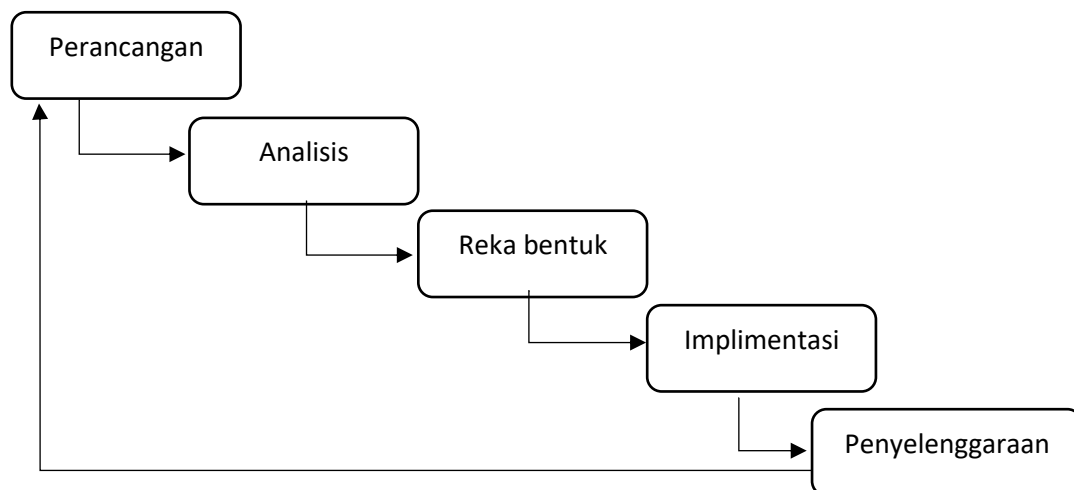 Perancangan
Analisis
Reka bentuk
Implimentasi
Penyelenggaraan